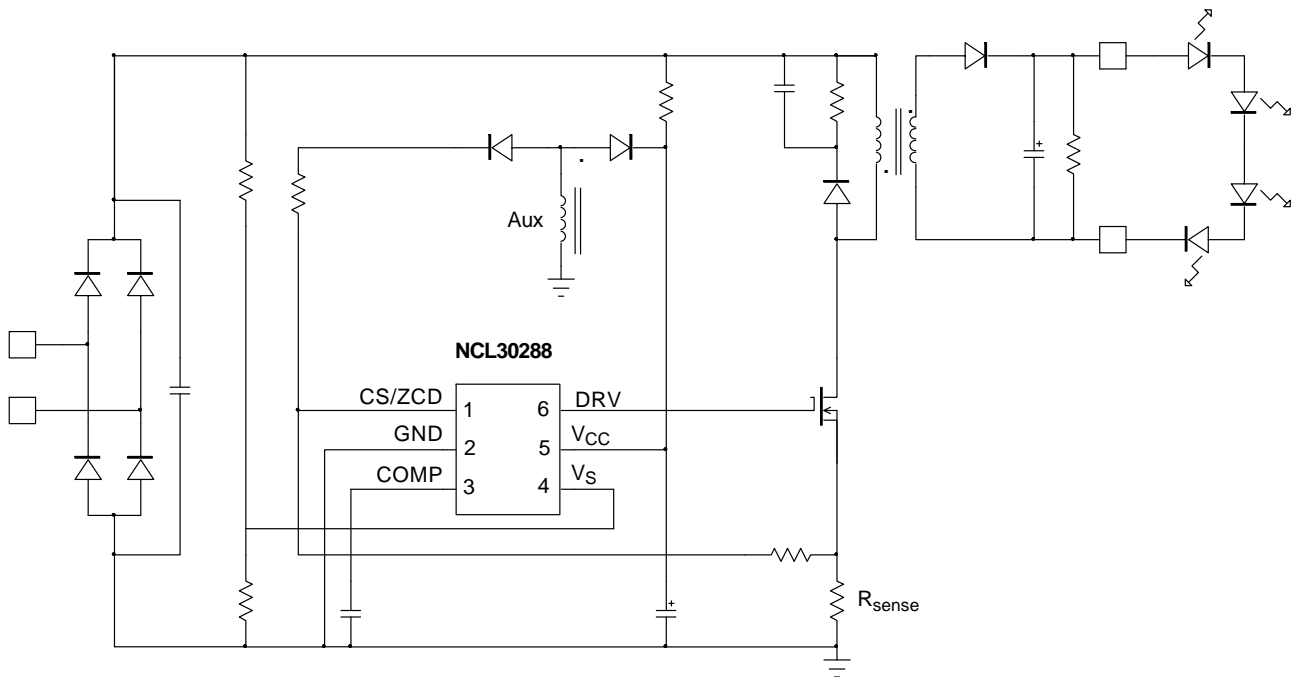 Aux
NCL30288
CS/ZCD 1 6 DRV
GND 2 5 VCC
COMP 3 4 VS
Rsense